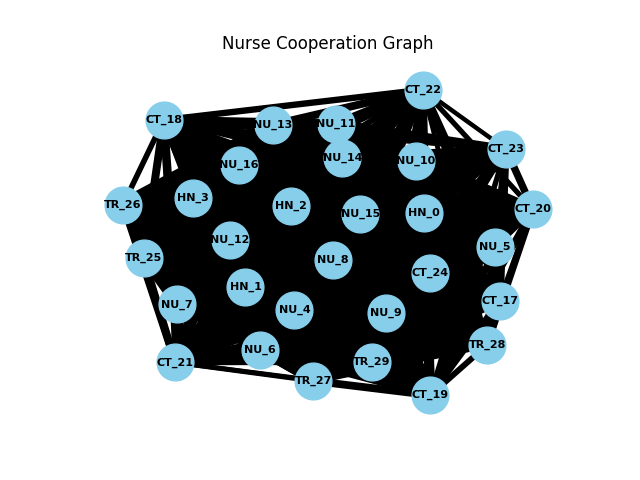 Nurse Cooperation Graph
CT_22
CT_18
NU_13
NU_11
CT_23
NU_14
NU_10
NU_16
HN_3
TR_26
HN_2
CT_20
HN_0
NU_15
NU_12
NU_5
TR_25
NU_8
CT_24
HN_1
CT_17
NU_7
NU_4
NU_9
TR_28
NU_6
CT_21
TR_29
TR_27
CT_19